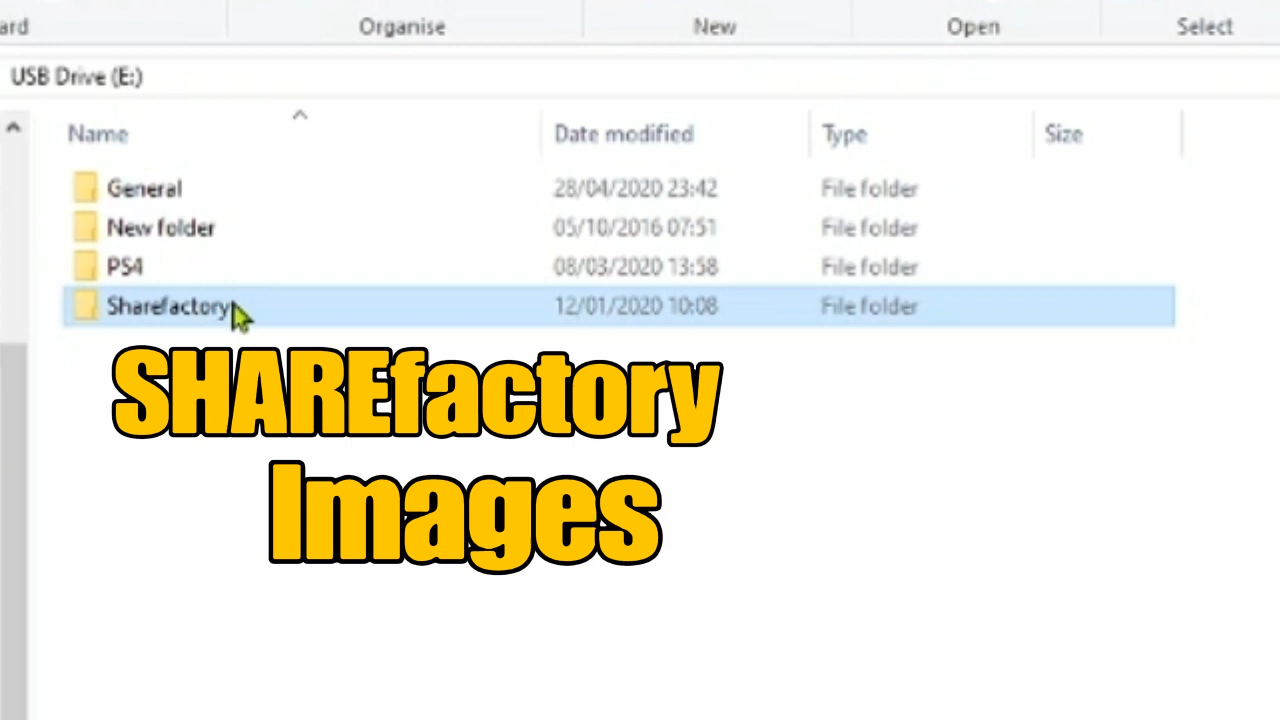 ard Organise New Open Select
USB Drive (E:)
Name Date modified Type Size
General 28/04/2020 23:42 File folder
New folder 05/10/2016 07:51 File folder
PS4 08/03/2020 13:58 File folder
Sharefactory 12/01/2020 10:08 File folder
SHAREfactory
Images